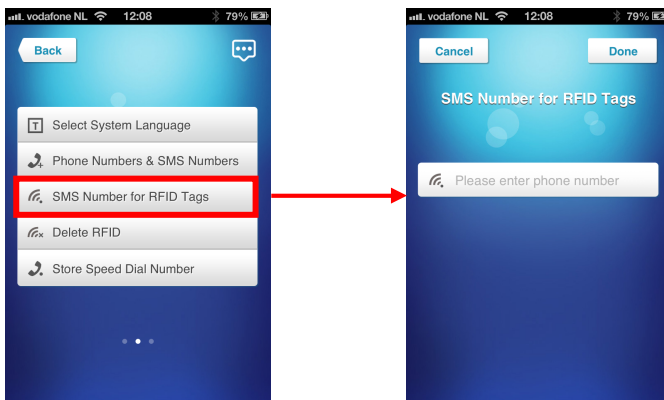 vodafone NL 12:08 79%
Back
T Select System Language
Phone Numbers & SMS Numbers
SMS Number for RFID Tags
Delete RFID
Store Speed Dial Number
vodafone NL 12:08 79%
Cancel Done
SMS Number for RFID Tags
Please enter phone number